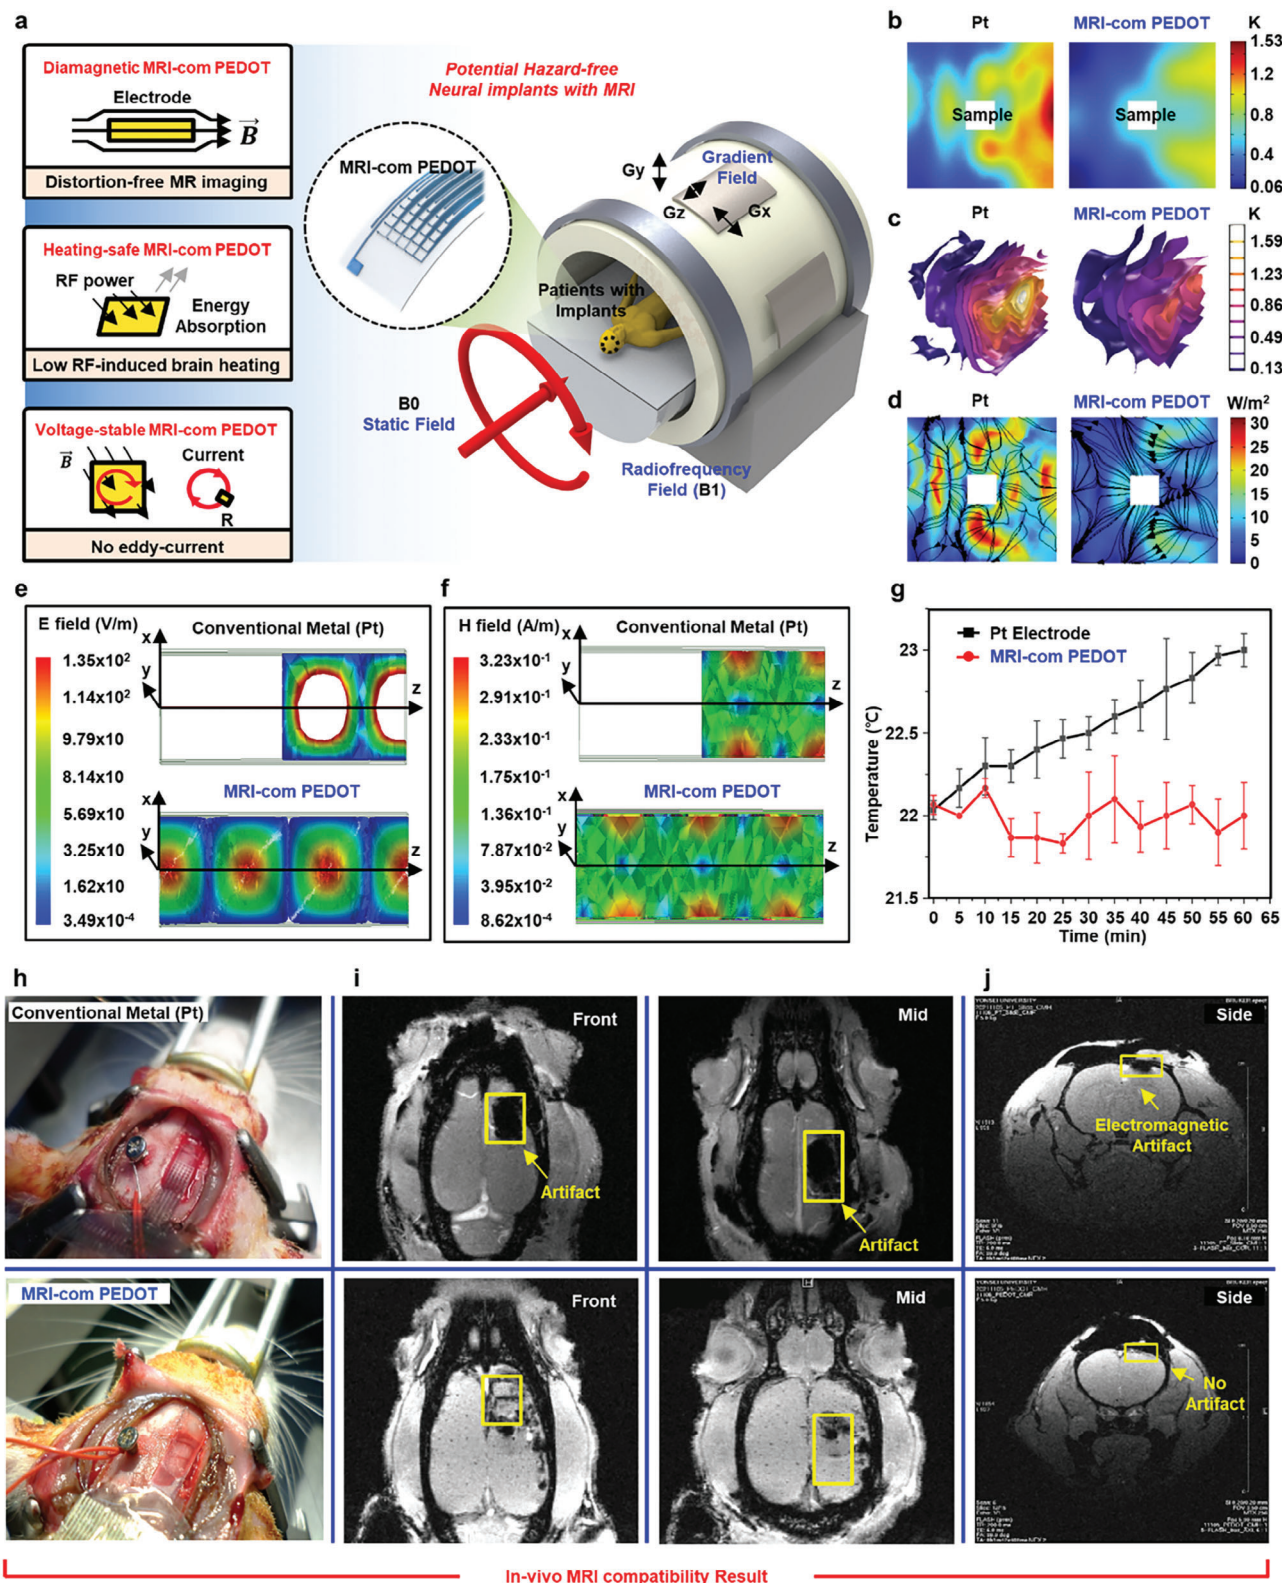 a
Diamagnetic MRI-com PEDOT
Electrode
B
Distortion-free MR imaging
Heating-safe MRI-com PEDOT
RF power
Energy
Absorption
Low RF-induced brain heating
Voltage-stable MRI-com PEDOT
B
Current
R
No eddy-current
Potential Hazard-free
Neural implants with MRI
MRI-com PEDOT
Gradient
Field
Gy
Gz
Gx
Patients with
Implants
B0
Static Field
Radiofrequency
Field (B1)
b
Pt
MRI-com PEDOT
K
Sample
Sample
1.53
1.2
0.8
0.4
0.06
c
Pt
MRI-com PEDOT
K
1.59
1.23
0.86
0.49
0.13
d
Pt
MRI-com PEDOT
W/m²
30
25
20
15
10
5
0
e
E field (V/m)
Conventional Metal (Pt)
1.35x10²
1.14x10²
9.79x10
8.14x10
5.69x10
3.25x10
1.62x10
3.49x10⁻⁴
x
y
z
MRI-com PEDOT
x
y
z
f
H field (A/m)
Conventional Metal (Pt)
3.23x10⁻¹
2.91x10⁻¹
2.33x10⁻¹
1.75x10⁻¹
1.36x10⁻¹
7.87x10⁻²
3.95x10⁻²
8.62x10⁻⁴
x
y
z
MRI-com PEDOT
x
y
z
g
Pt Electrode
MRI-com PEDOT
Temperature (°C)
23
22.5
22
21.5
0 5 10 15 20 25 30 35 40 45 50 55 60 65
Time (min)
h
Conventional Metal (Pt)
MRI-com PEDOT
i
Front
Artifact
Mid
Artifact
Front
Mid
j
YONSEI UNIVERSITY
Side
Electromagnetic
Artifact
YONSEI UNIVERSITY
Side
No
Artifact
In-vivo MRI compatibility Result